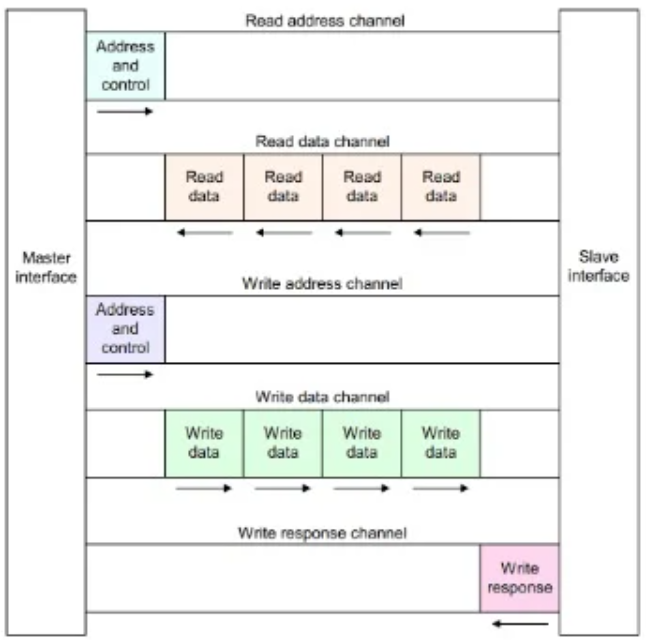 Read address channel
Address
and
control
Read data channel
Read
data
Read
data
Read
data
Read
data
Master
interface
Slave
interface
Write address channel
Address
and
control
Write data channel
Write
data
Write
data
Write
data
Write
data
Write response channel
Write
response